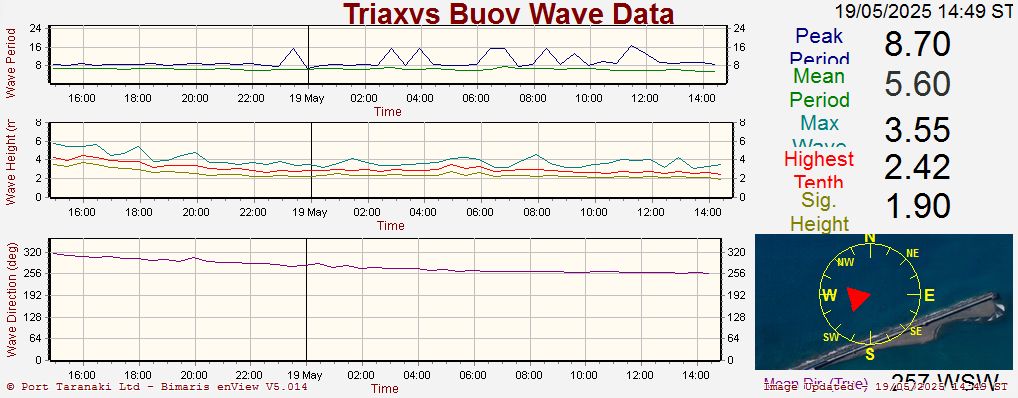 Triaxys Buoy Wave Data
19/05/2025 14:49 ST
Wave Period
24
16
8
24
16
8
16:00 18:00 20:00 22:00 19 May 02:00 04:00 06:00 08:00 10:00 12:00 14:00
Time
Wave Height (m
8
6
4
2
0
8
6
4
2
0
16:00 18:00 20:00 22:00 19 May 02:00 04:00 06:00 08:00 10:00 12:00 14:00
Time
Wave Direction (deg)
320
256
192
128
64
0
320
256
192
128
64
0
16:00 18:00 20:00 22:00 19 May 02:00 04:00 06:00 08:00 10:00 12:00 14:00
Time
Peak
Period
8.70
Mean
Period
5.60
Max
Wave
3.55
Highest
Tenth
2.42
Sig.
Height
1.90
N
NW NE
W E
SW SE
S
Mean Dir. (True) 257 WSW
© Port Taranaki Ltd - Bimaris enView V5.014
Image Updated - 19/05/2025 14:45 ST